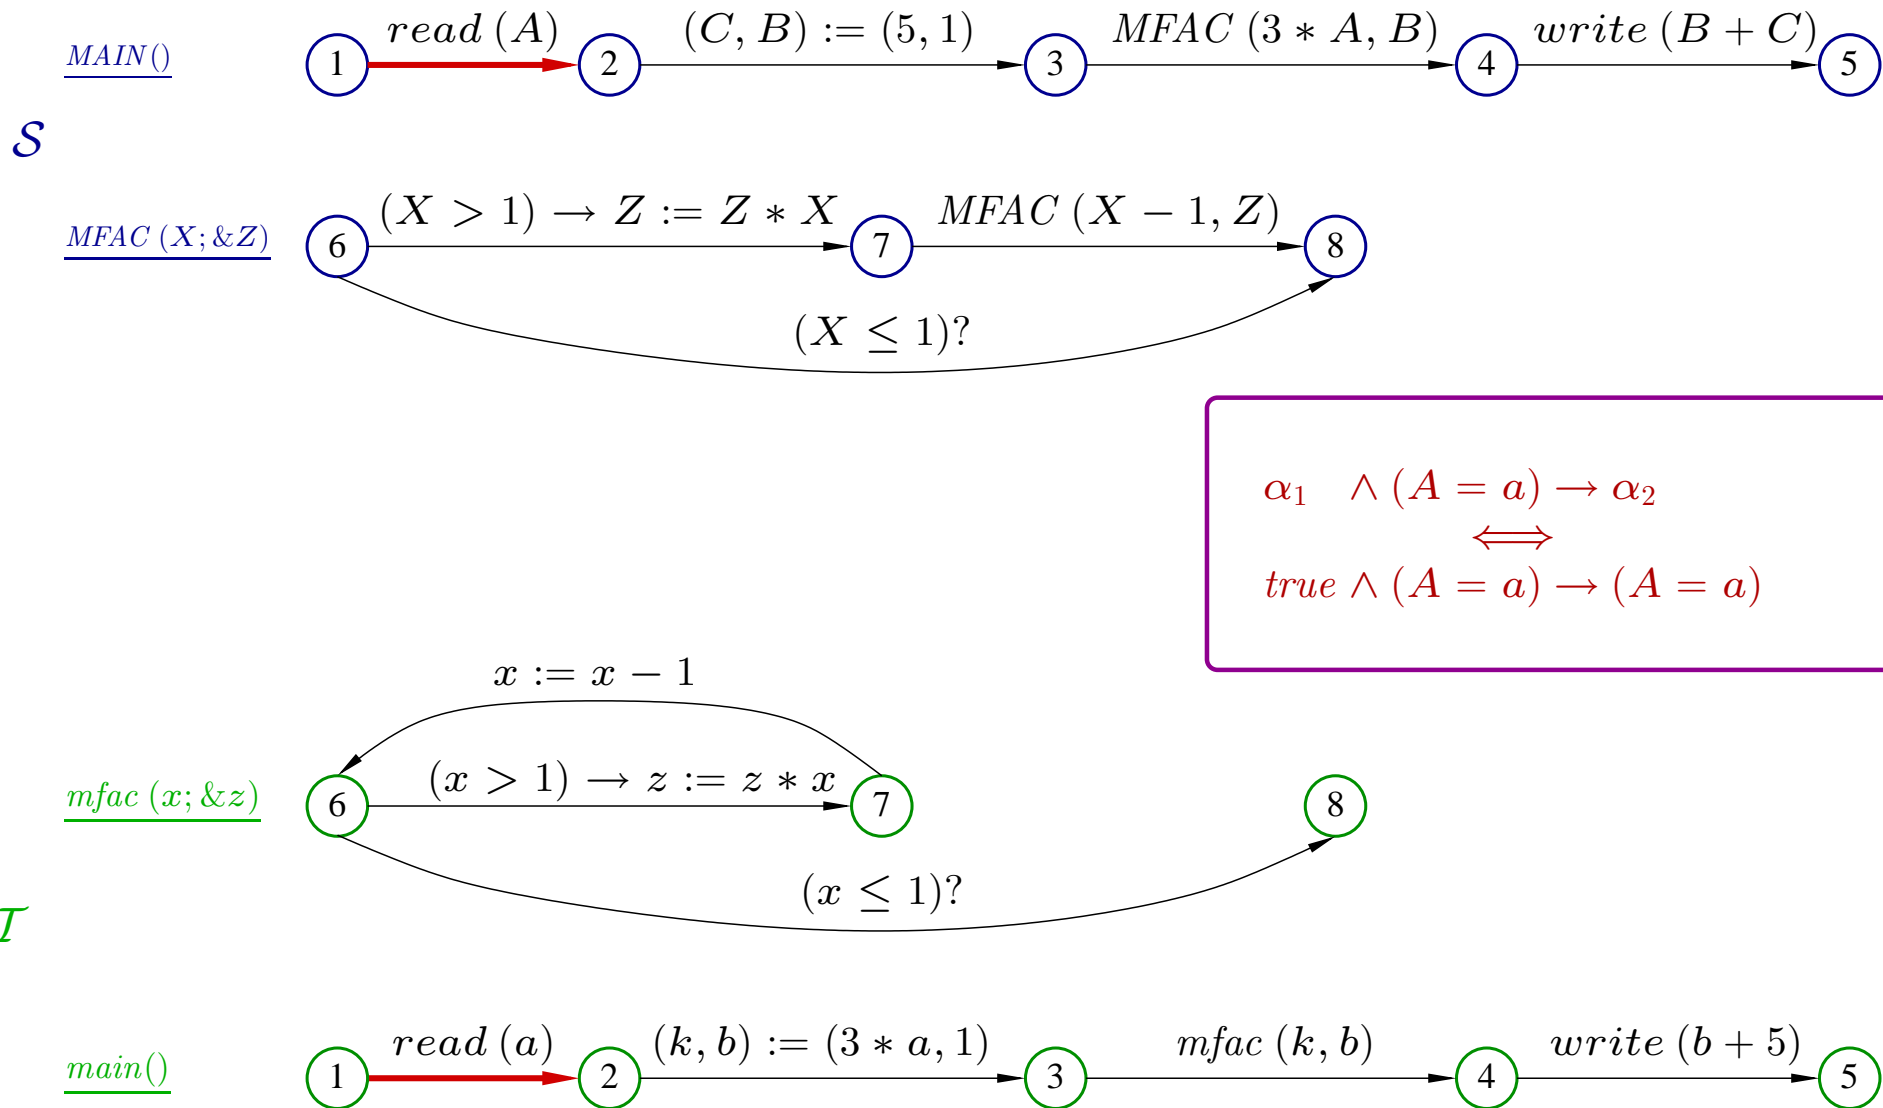 MAIN() 1 read (A) 2 (C, B) := (5, 1) 3 MFAC (3 ∗ A, B) 4 write (B + C) 5
S
MFAC (X; &Z) 6 (X > 1) → Z := Z ∗ X 7 MFAC (X − 1, Z) 8
(X ≤ 1)?
α₁ ∧ (A = a) → α₂
⟺
true ∧ (A = a) → (A = a)
x := x − 1
mfac (x; &z) 6 (x > 1) → z := z ∗ x 7 8
(x ≤ 1)?
I
main() 1 read (a) 2 (k, b) := (3 ∗ a, 1) 3 mfac (k, b) 4 write (b + 5) 5